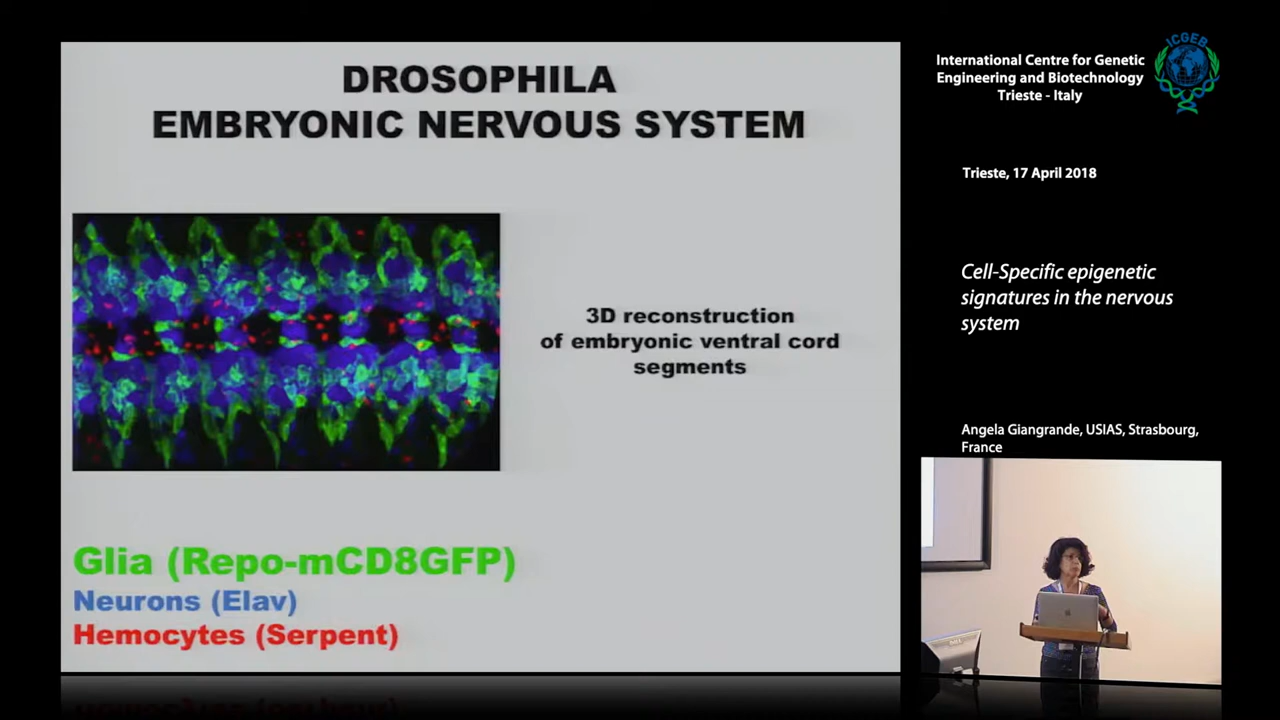 DROSOPHILA
EMBRYONIC NERVOUS SYSTEM
3D reconstruction
of embryonic ventral cord
segments
Glia (Repo-mCD8GFP)
Neurons (Elav)
Hemocytes (Serpent)
International Centre for Genetic
Engineering and Biotechnology
Trieste - Italy
ICGEB
Trieste, 17 April 2018
Cell-Specific epigenetic
signatures in the nervous
system
Angela Giangrande, USIAS, Strasbourg,
France